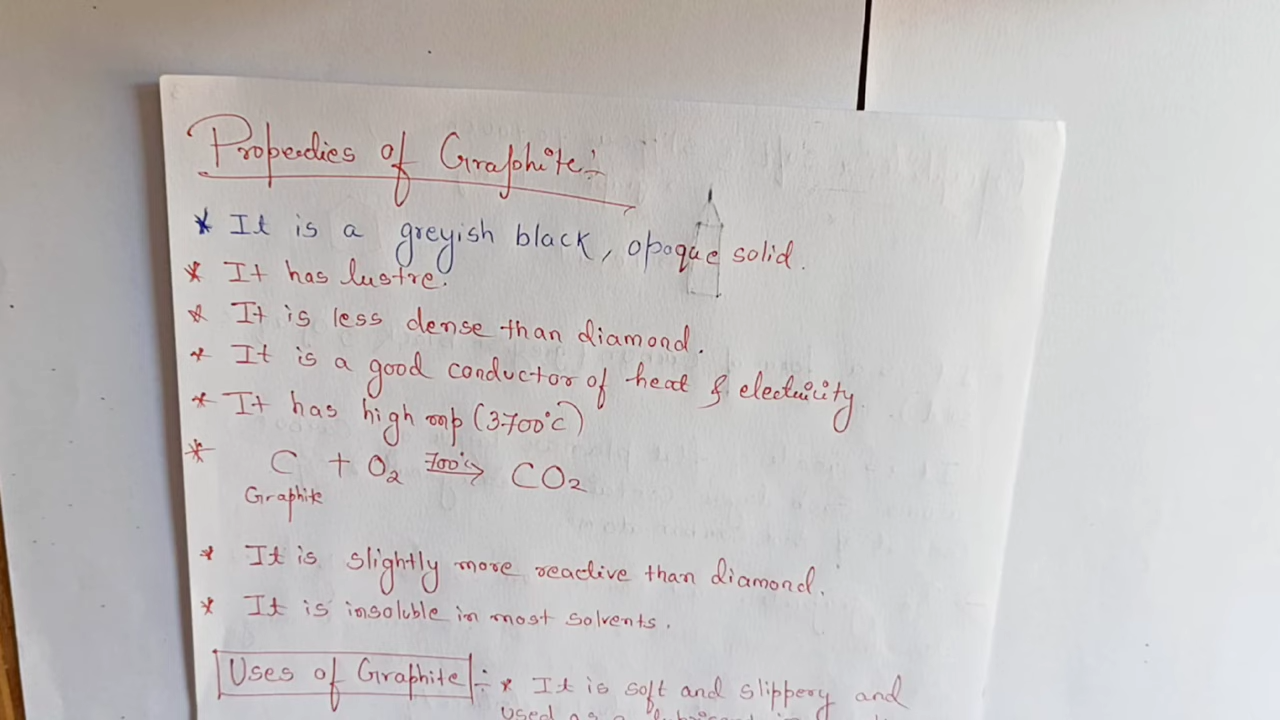 Properties of Graphite:-
* It is a greyish black, opaque solid.
* It has lustre.
* It is less dense than diamond.
* It is a good conductor of heat & electricity
* It has high mp (3700°C)
* C + O2 700°C → CO2
Graphite
* It is slightly more reactive than diamond.
* It is insoluble in most solvents.
Uses of Graphite :- * It is soft and slippery and
used as a